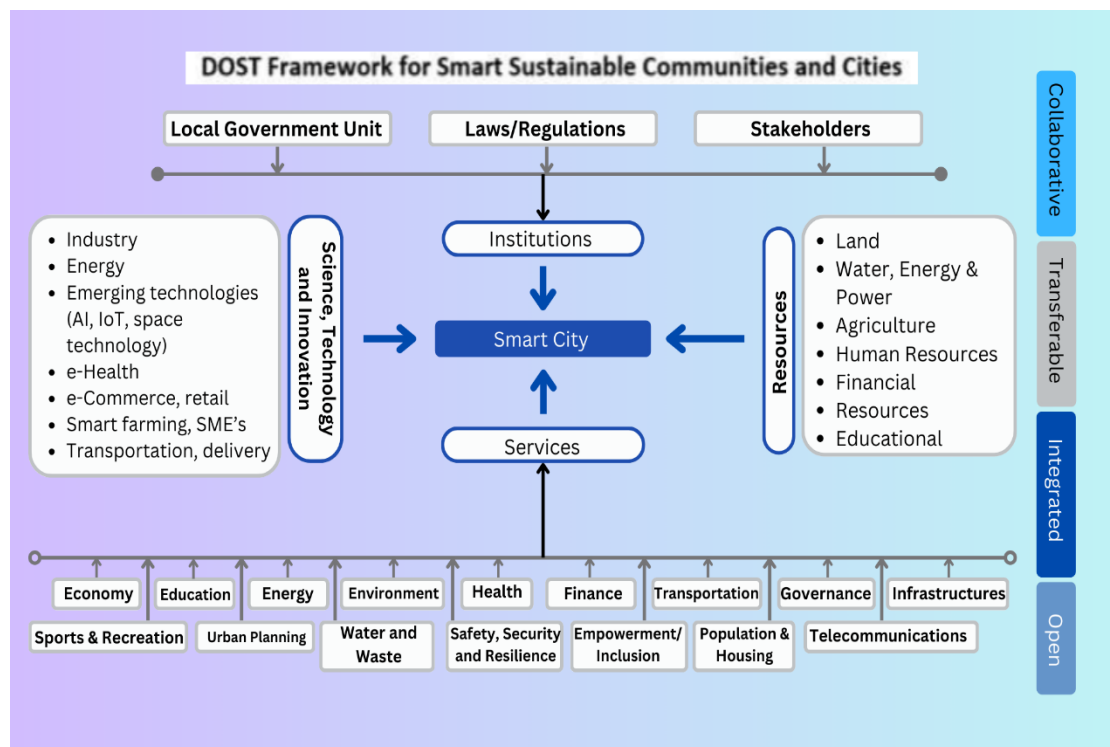 DOST Framework for Smart Sustainable Communities and Cities
Local Government Unit
Laws/Regulations
Stakeholders
Institutions
• Industry
• Energy
• Emerging technologies
(AI, IoT, space
technology)
• e-Health
• e-Commerce, retail
• Smart farming, SME’s
• Transportation, delivery
Science, Technology
and Innovation
Smart City
Services
Resources
• Land
• Water, Energy &
Power
• Agriculture
• Human Resources
• Financial
• Resources
• Educational
Economy
Education
Energy
Environment
Health
Finance
Transportation
Governance
Infrastructures
Sports & Recreation
Urban Planning
Water and
Waste
Safety, Security
and Resilience
Empowerment/
Inclusion
Population &
Housing
Telecommunications
Collaborative
Transferable
Integrated
Open